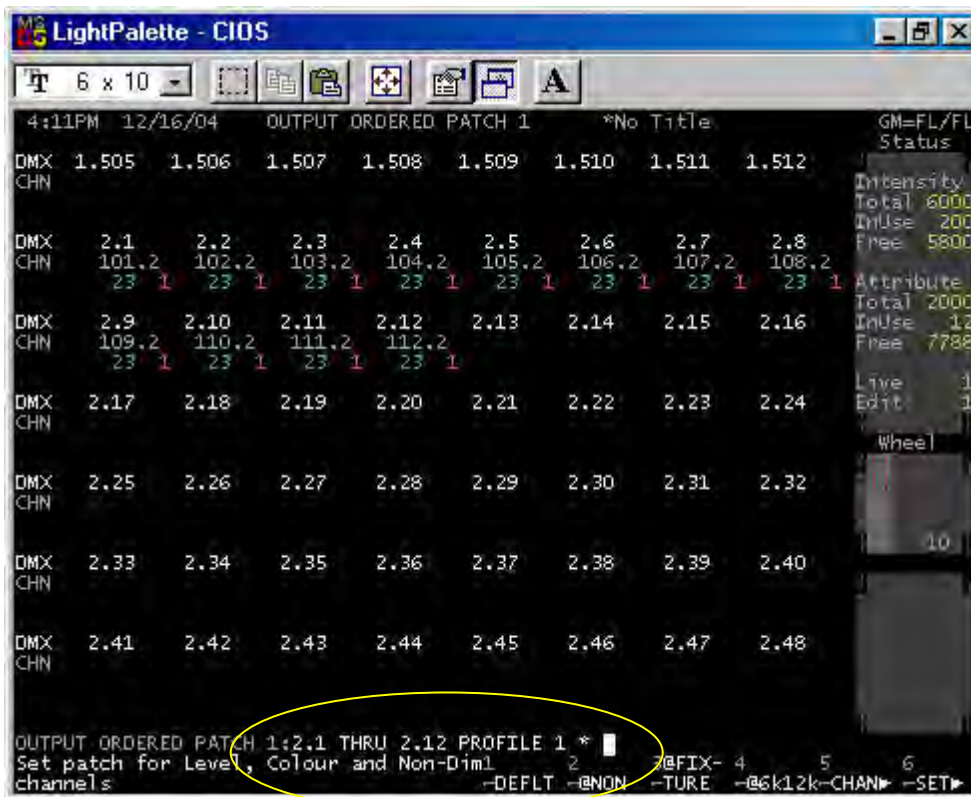 LightPalette - CIOS
6 x 10
A
4:11PM 12/16/04 OUTPUT ORDERED PATCH 1 *No Title GM=FL/FL
Status
DMX 1.505 1.506 1.507 1.508 1.509 1.510 1.511 1.512
CHN
Intensity
Total 6000
InUse 200
Free 5800
DMX 2.1 2.2 2.3 2.4 2.5 2.6 2.7 2.8
CHN 101.2 102.2 103.2 104.2 105.2 106.2 107.2 108.2
23 1 23 1 23 1 23 1 23 1 23 1 23 1 23 1
Attribute
Total 2000
InUse 12
Free 7788
DMX 2.9 2.10 2.11 2.12 2.13 2.14 2.15 2.16
CHN 109.2 110.2 111.2 112.2
23 1 23 1 23 1 23 1
Live 1
Edit 1
DMX 2.17 2.18 2.19 2.20 2.21 2.22 2.23 2.24
CHN
Wheel
DMX 2.25 2.26 2.27 2.28 2.29 2.30 2.31 2.32
CHN
10
DMX 2.33 2.34 2.35 2.36 2.37 2.38 2.39 2.40
CHN
DMX 2.41 2.42 2.43 2.44 2.45 2.46 2.47 2.48
CHN
OUTPUT ORDERED PATCH 1:2.1 THRU 2.12 PROFILE 1 *
Set patch for Level, Colour and Non-Dim1 2 3@FIX- 4 5 6
channels -DEFLT -@NON -TURE -@6k12k-CHAN -SET